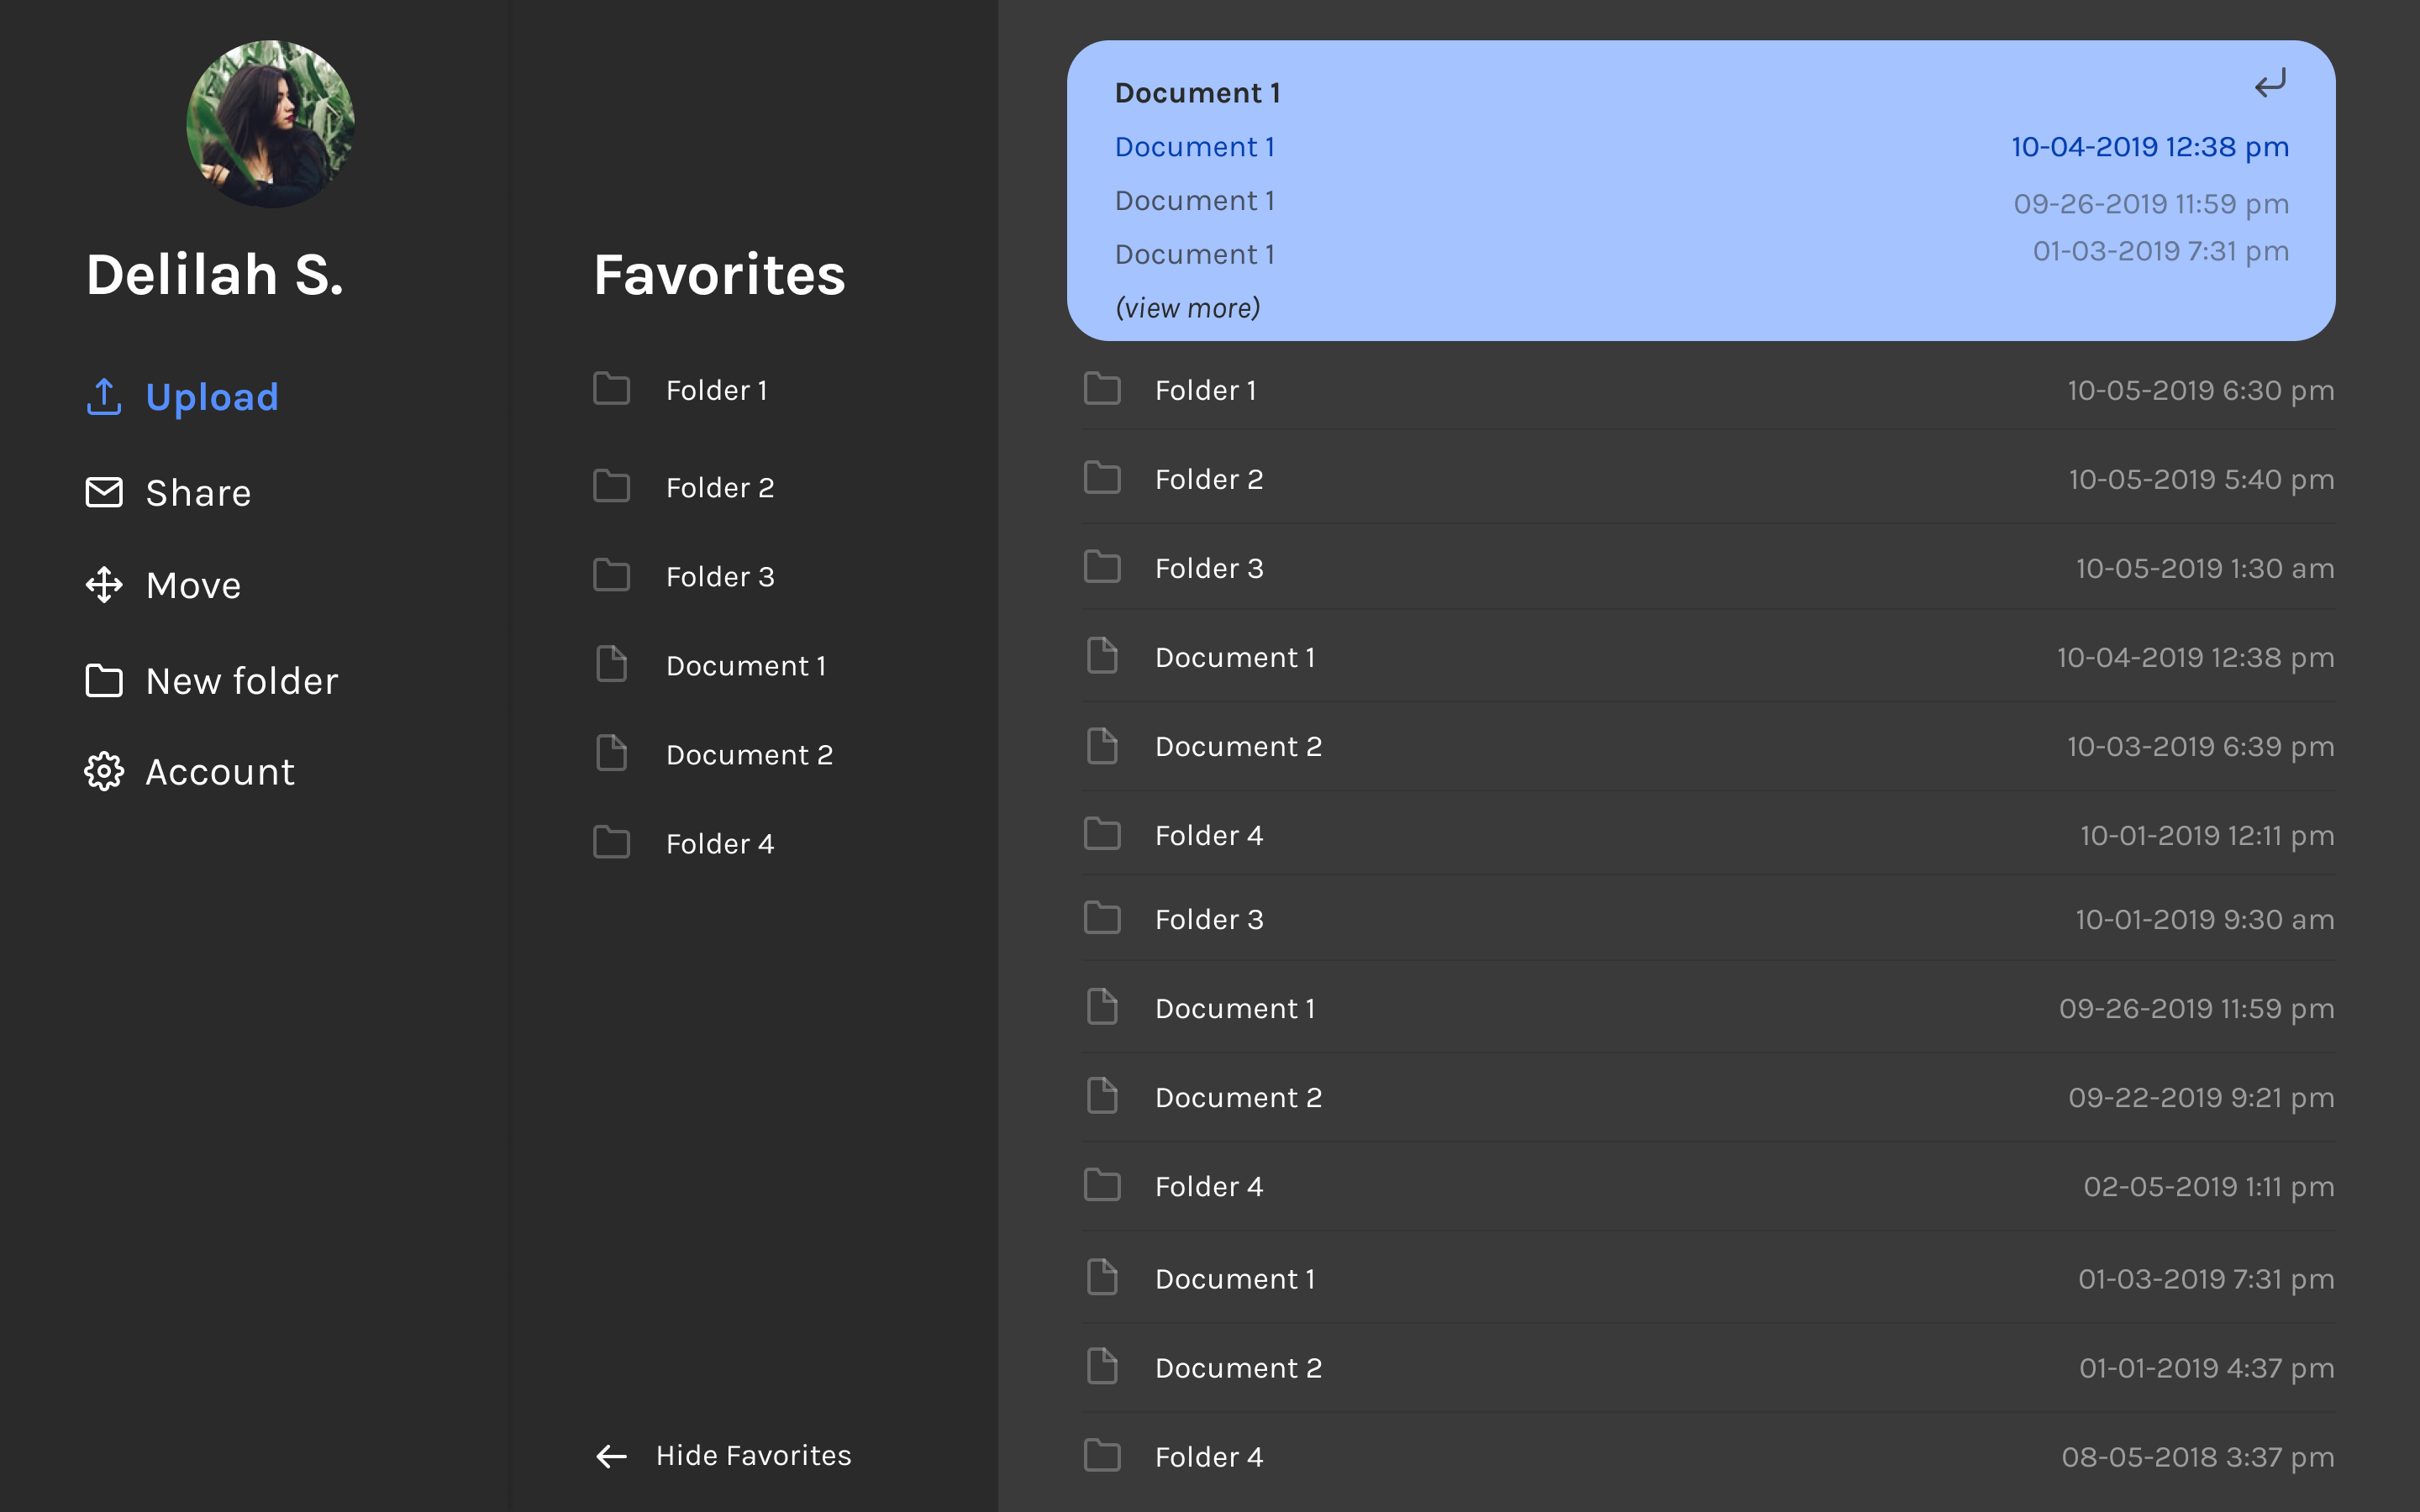 Delilah S.
Upload
Share
Move
New folder
Account
Favorites
Folder 1
Folder 2
Folder 3
Document 1
Document 2
Folder 4
Hide Favorites
Document 1
Document 1 10-04-2019 12:38 pm
Document 1 09-26-2019 11:59 pm
Document 1 01-03-2019 7:31 pm
(view more)
Folder 1 10-05-2019 6:30 pm
Folder 2 10-05-2019 5:40 pm
Folder 3 10-05-2019 1:30 am
Document 1 10-04-2019 12:38 pm
Document 2 10-03-2019 6:39 pm
Folder 4 10-01-2019 12:11 pm
Folder 3 10-01-2019 9:30 am
Document 1 09-26-2019 11:59 pm
Document 2 09-22-2019 9:21 pm
Folder 4 02-05-2019 1:11 pm
Document 1 01-03-2019 7:31 pm
Document 2 01-01-2019 4:37 pm
Folder 4 08-05-2018 3:37 pm